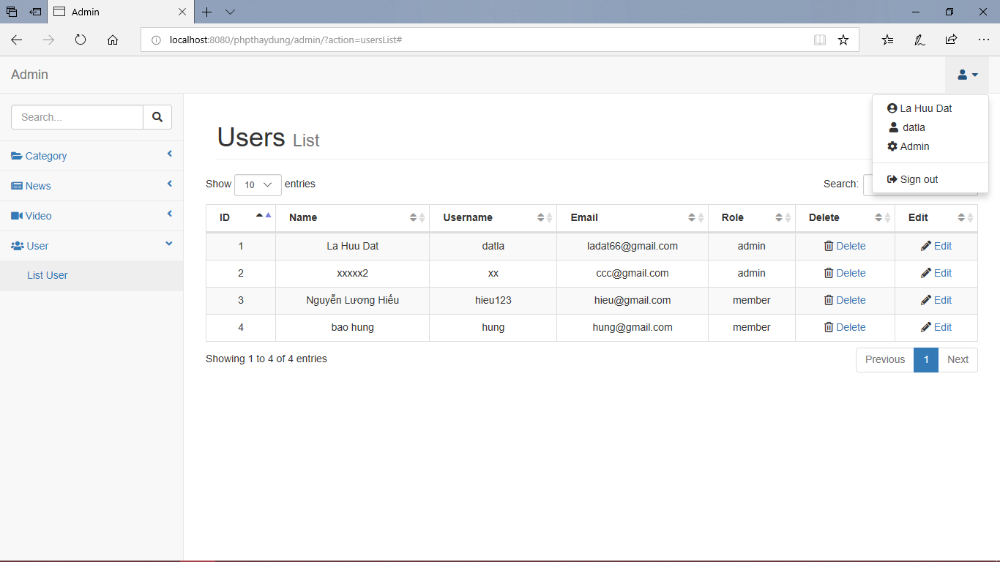 Admin
localhost:8080/phpthaydung/admin/?action=usersList#
Admin
Search...
Category
News
Video
User
List User
La Huu Dat
datla
Admin
Sign out
Users List
Show 10 entries
Search:
ID Name Username Email Role Delete Edit
1 La Huu Dat datla ladat66@gmail.com admin Delete Edit
2 xxxxx2 xx ccc@gmail.com admin Delete Edit
3 Nguyễn Lương Hiếu hieu123 hieu@gmail.com member Delete Edit
4 bao hung hung hung@gmail.com member Delete Edit
Showing 1 to 4 of 4 entries
Previous 1 Next